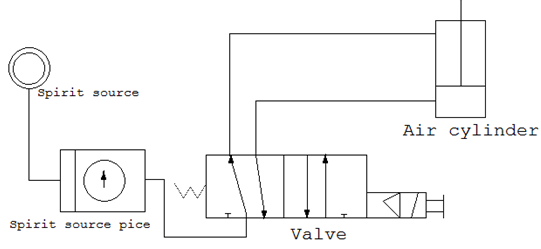 Spirit source
Air cylinder
Spirit source pice
Valve